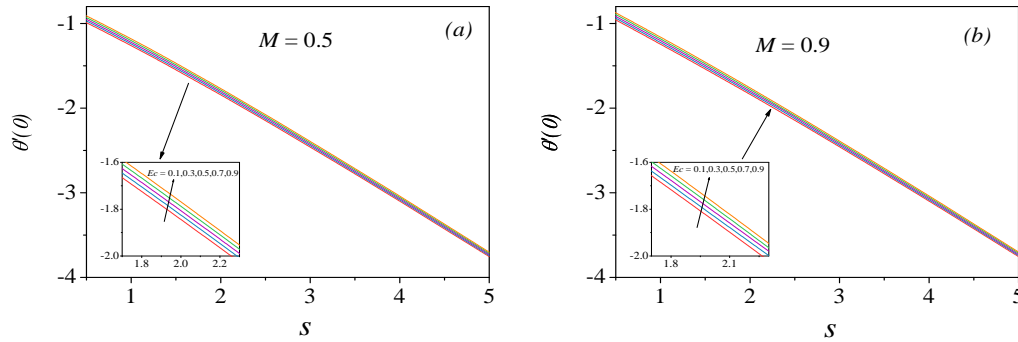 -1
-2
-3
-4
θ'(0)
M = 0.5
(a)
-1.6
-1.8
-2.0
Ec = 0.1,0.3,0.5,0.7,0.9
1.8
2.0
2.2
1
2
3
4
5
S
-1
-2
-3
-4
θ'(0)
M = 0.9
(b)
-1.6
-1.8
-2.0
Ec = 0.1,0.3,0.5,0.7,0.9
1.8
2.1
1
2
3
4
5
S